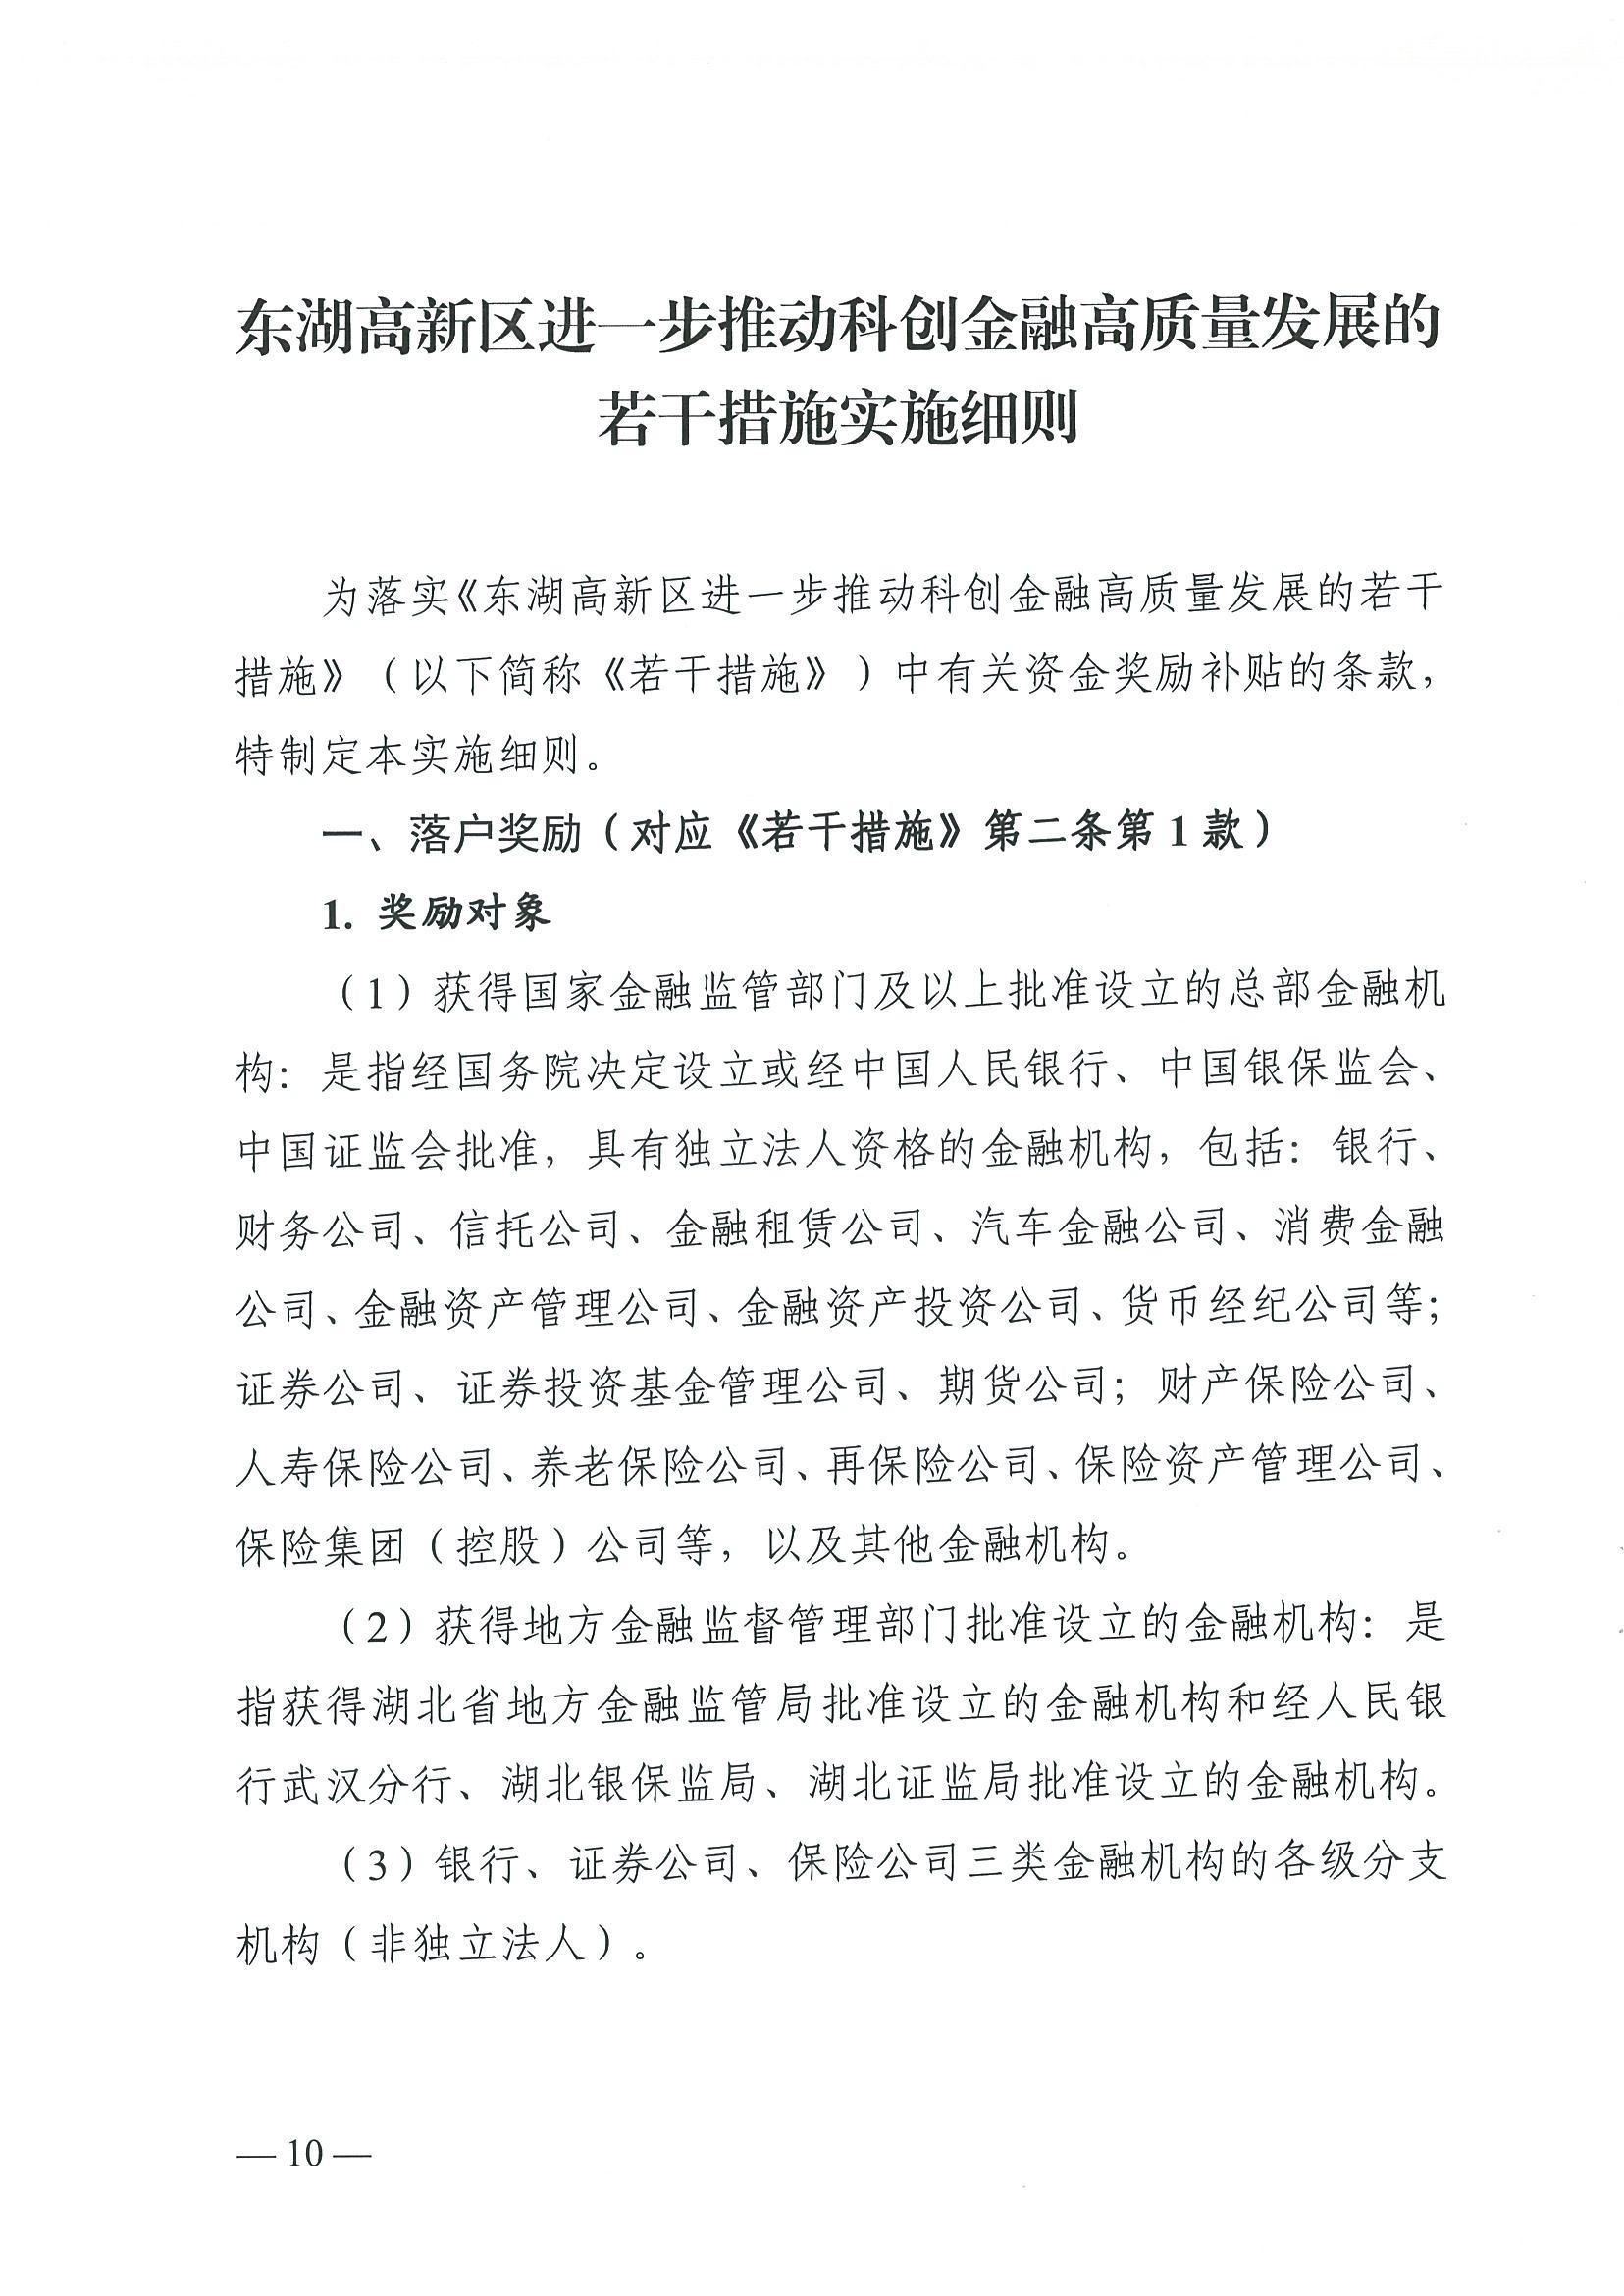 东湖高新区进一步推动科创金融高质量发展的
若干措施实施细则
为落实《东湖高新区进一步推动科创金融高质量发展的若干
措施》（以下简称《若干措施》）中有关资金奖励补贴的条款，
特制定本实施细则。
一、落户奖励（对应《若干措施》第二条第1款）
1. 奖励对象
（1）获得国家金融监管部门及以上批准设立的总部金融机
构：是指经国务院决定设立或经中国人民银行、中国银保监会、
中国证监会批准，具有独立法人资格的金融机构，包括：银行、
财务公司、信托公司、金融租赁公司、汽车金融公司、消费金融
公司、金融资产管理公司、金融资产投资公司、货币经纪公司等；
证券公司、证券投资基金管理公司、期货公司；财产保险公司、
人寿保险公司、养老保险公司、再保险公司、保险资产管理公司、
保险集团（控股）公司等，以及其他金融机构。
（2）获得地方金融监督管理部门批准设立的金融机构：是
指获得湖北省地方金融监管局批准设立的金融机构和经人民银
行武汉分行、湖北银保监局、湖北证监局批准设立的金融机构。
（3）银行、证券公司、保险公司三类金融机构的各级分支
机构（非独立法人）。
— 10 —